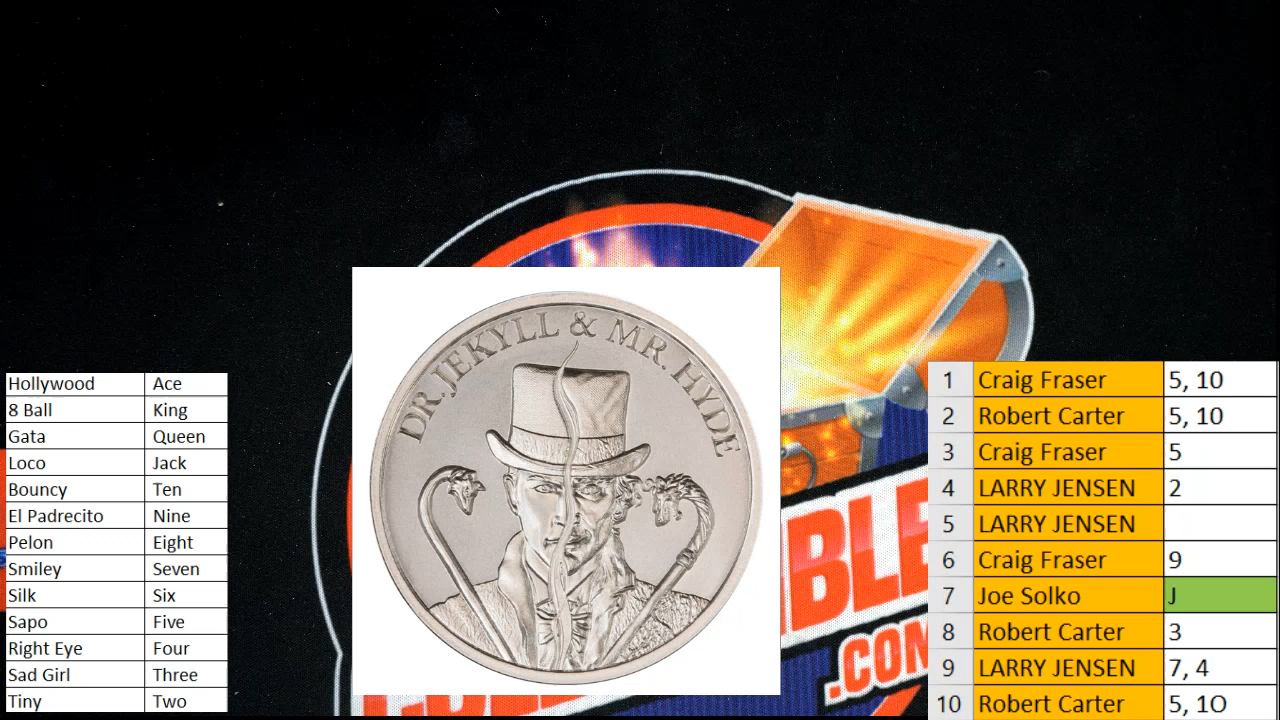 DR. JEKYLL & MR. HYDE
Hollywood Ace
8 Ball King
Gata Queen
Loco Jack
Bouncy Ten
El Padrecito Nine
Pelon Eight
Smiley Seven
Silk Six
Sapo Five
Right Eye Four
Sad Girl Three
Tiny Two
1 Craig Fraser 5, 10
2 Robert Carter 5, 10
3 Craig Fraser 5
4 LARRY JENSEN 2
5 LARRY JENSEN
6 Craig Fraser 9
7 Joe Solko J
8 Robert Carter 3
9 LARRY JENSEN 7, 4
10 Robert Carter 5, 1O
.COM